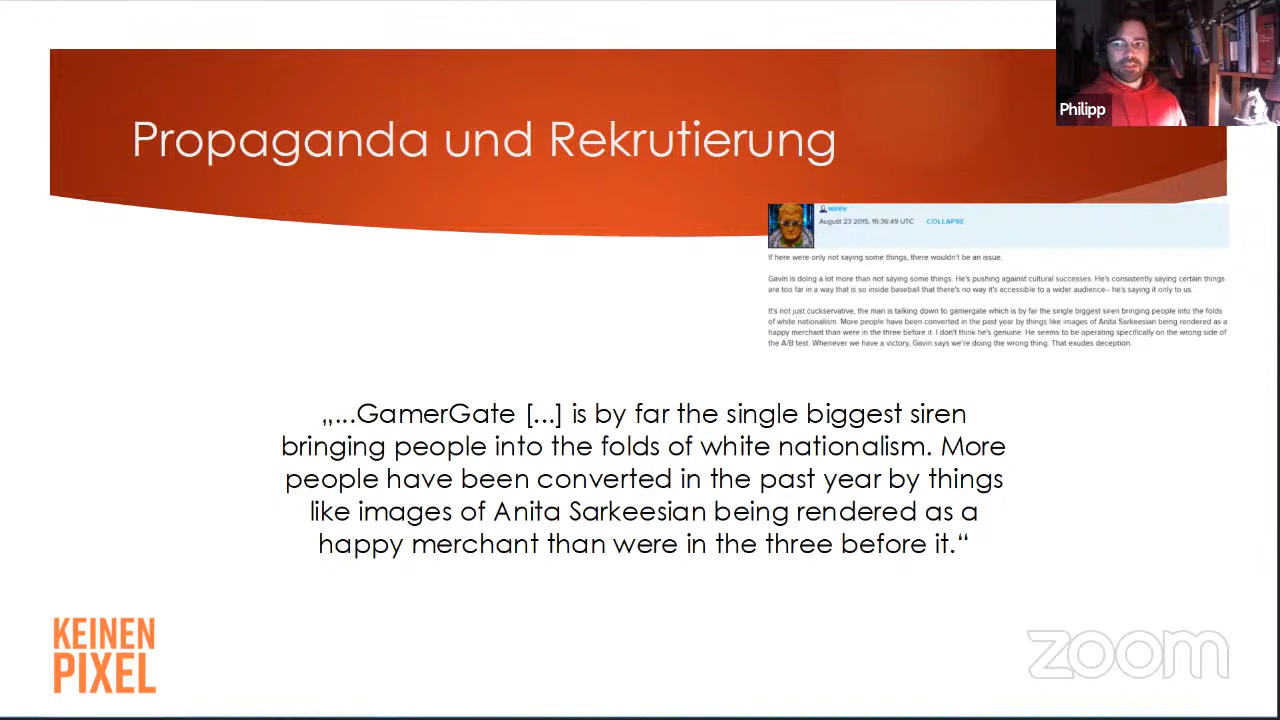 Philipp
Propaganda und Rekrutierung
weev
August 23 2015, 16:36:49 UTC COLLAPSE
If here were only not saying some things, there wouldn't be an issue.
Gavin is doing a lot more than not saying some things. He's pushing against cultural successes. He's consistently saying certain things
are too far in a way that is so inside baseball that there's no way it's accessible to a wider audience-- he's saying it only to us.
It's not just cuckservative, the man is talking down to gamergate which is by far the single biggest siren bringing people into the folds
of white nationalism. More people have been converted in the past year by things like images of Anita Sarkeesian being rendered as a
happy merchant than were in the three before it. I don't think he's genuine. He seems to be operating specifically on the wrong side of
the A/B test. Whenever we have a victory, Gavin says we're doing the wrong thing. That exudes deception.
„...GamerGate [...] is by far the single biggest siren
bringing people into the folds of white nationalism. More
people have been converted in the past year by things
like images of Anita Sarkeesian being rendered as a
happy merchant than were in the three before it.“
KEINEN
PIXEL
zoom